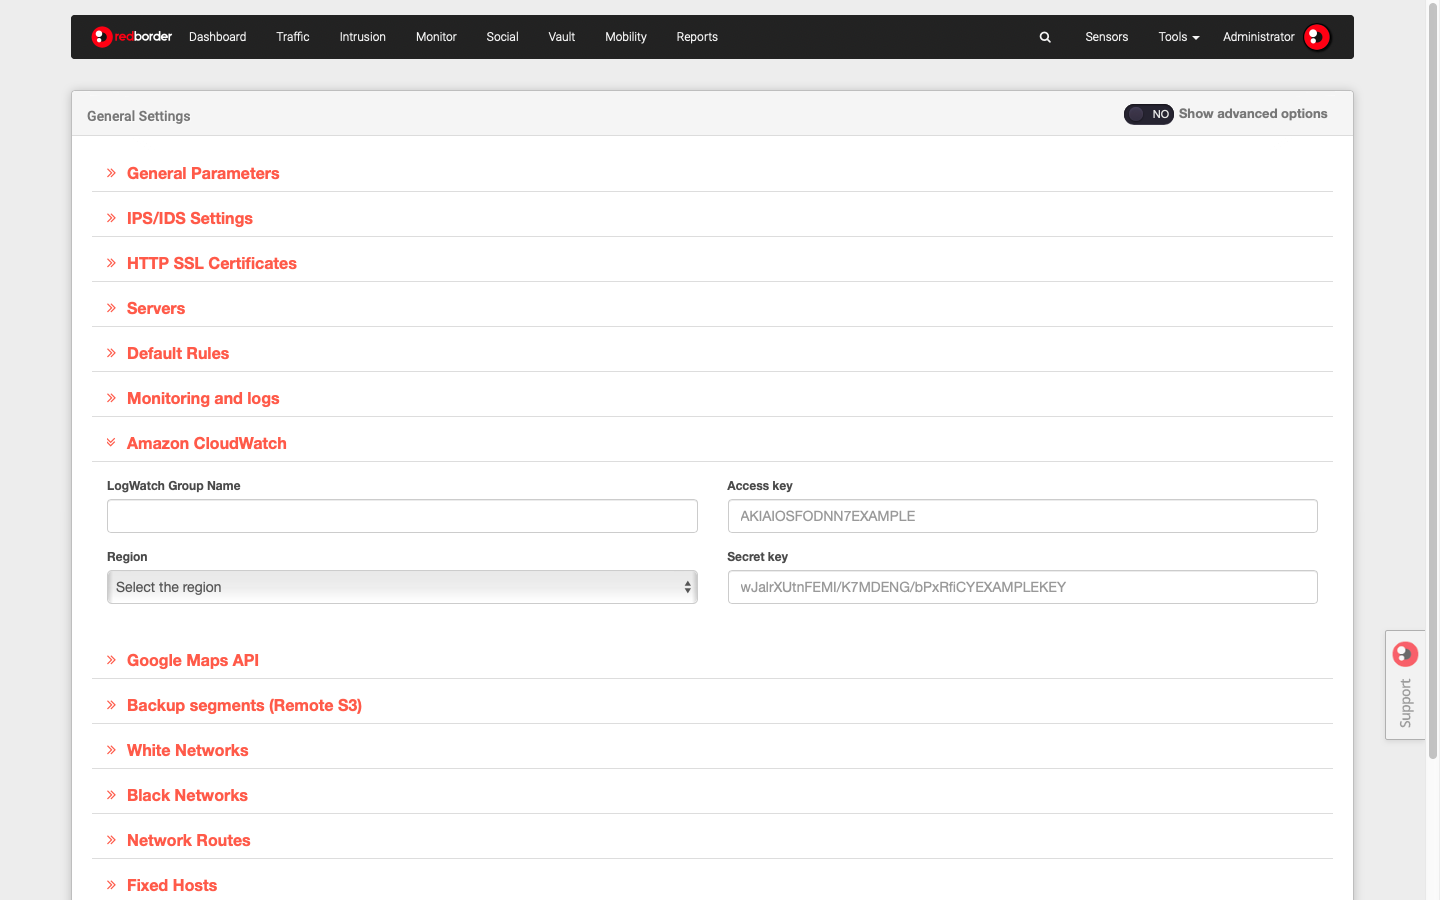 redborder Dashboard Traffic Intrusion Monitor Social Vault Mobility Reports Sensors Tools Administrator
General Settings NO Show advanced options
General Parameters
IPS/IDS Settings
HTTP SSL Certificates
Servers
Default Rules
Monitoring and logs
Amazon CloudWatch
LogWatch Group Name Access key
AKIAIOSFODNN7EXAMPLE
Region Secret key
Select the region wJalrXUtnFEMI/K7MDENG/bPxRfiCYEXAMPLEKEY
Google Maps API
Support
Backup segments (Remote S3)
White Networks
Black Networks
Network Routes
Fixed Hosts